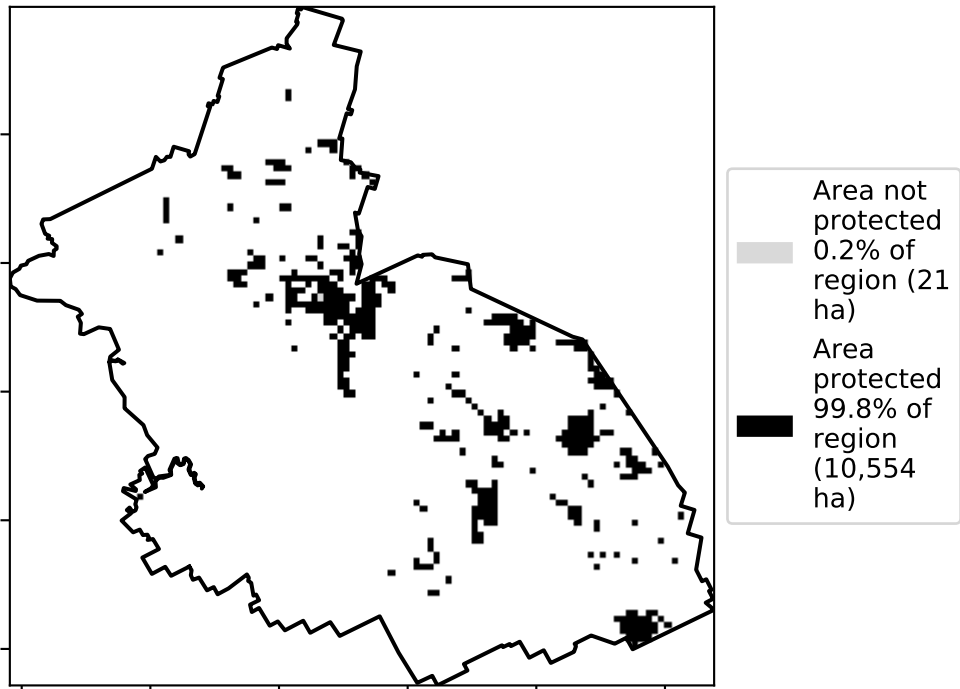 Area not
protected
0.2% of
region (21
ha)
Area
protected
99.8% of
region
(10,554
ha)